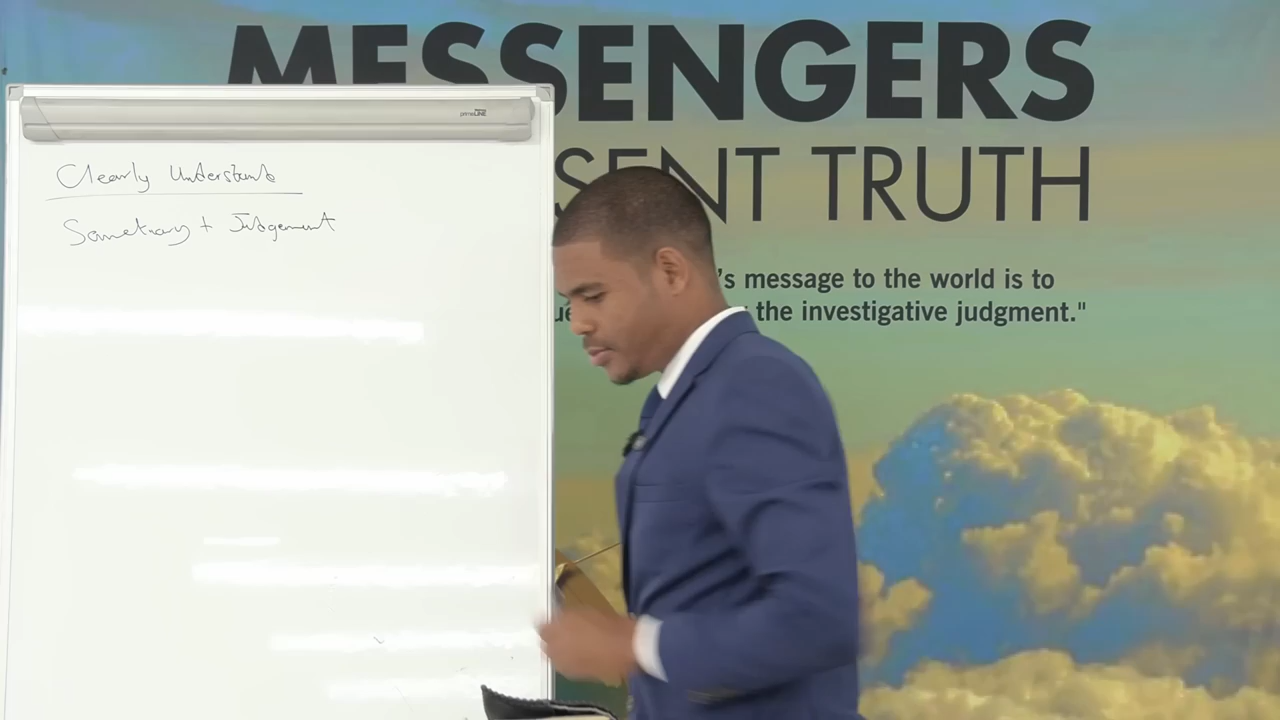 MESSENGERS
SENT TRUTH
's message to the world is to
the investigative judgment."
primeLINE
Clearly Understand
Sanctuary + Judgement